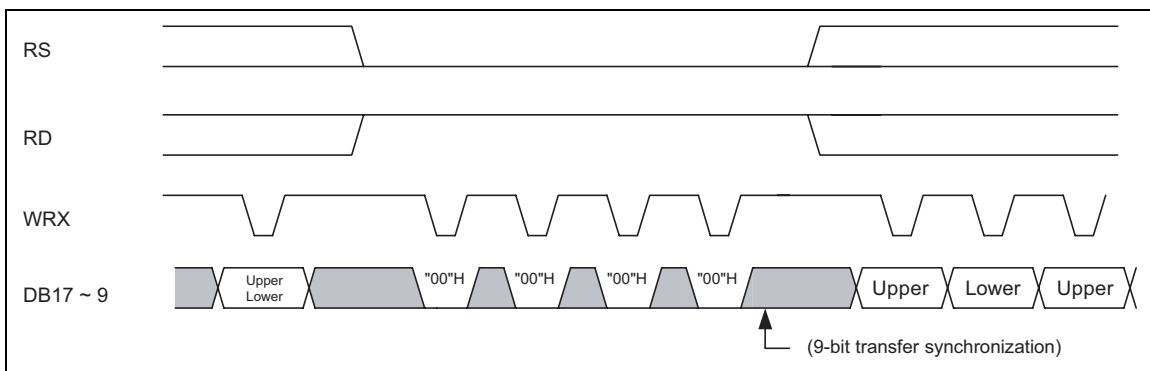 RS
RD
WRX
DB17 ~ 9
Upper
Lower
"00"H
"00"H
"00"H
"00"H
Upper
Lower
Upper
(9-bit transfer synchronization)